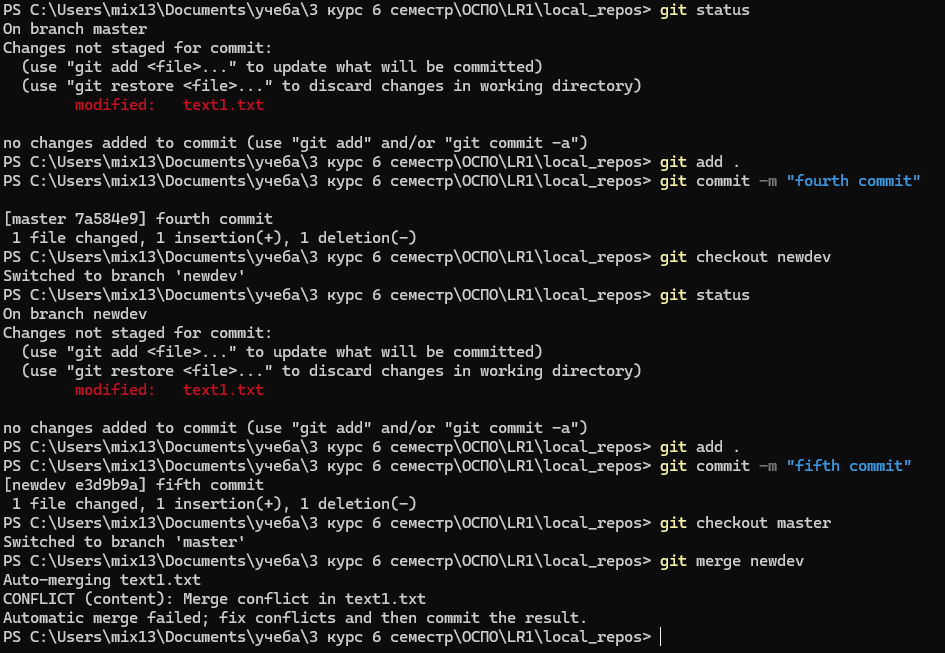 PS C:\Users\mix13\Documents\учеба\3 курс 6 семестр\ОСПО\LR1\local_repos> git status
On branch master
Changes not staged for commit:
  (use "git add <file>..." to update what will be committed)
  (use "git restore <file>..." to discard changes in working directory)
        modified:   text1.txt

no changes added to commit (use "git add" and/or "git commit -a")
PS C:\Users\mix13\Documents\учеба\3 курс 6 семестр\ОСПО\LR1\local_repos> git add .
PS C:\Users\mix13\Documents\учеба\3 курс 6 семестр\ОСПО\LR1\local_repos> git commit -m "fourth commit"

[master 7a584e9] fourth commit
 1 file changed, 1 insertion(+), 1 deletion(-)
PS C:\Users\mix13\Documents\учеба\3 курс 6 семестр\ОСПО\LR1\local_repos> git checkout newdev
Switched to branch 'newdev'
PS C:\Users\mix13\Documents\учеба\3 курс 6 семестр\ОСПО\LR1\local_repos> git status
On branch newdev
Changes not staged for commit:
  (use "git add <file>..." to update what will be committed)
  (use "git restore <file>..." to discard changes in working directory)
        modified:   text1.txt

no changes added to commit (use "git add" and/or "git commit -a")
PS C:\Users\mix13\Documents\учеба\3 курс 6 семестр\ОСПО\LR1\local_repos> git add .
PS C:\Users\mix13\Documents\учеба\3 курс 6 семестр\ОСПО\LR1\local_repos> git commit -m "fifth commit"
[newdev e3d9b9a] fifth commit
 1 file changed, 1 insertion(+), 1 deletion(-)
PS C:\Users\mix13\Documents\учеба\3 курс 6 семестр\ОСПО\LR1\local_repos> git checkout master
Switched to branch 'master'
PS C:\Users\mix13\Documents\учеба\3 курс 6 семестр\ОСПО\LR1\local_repos> git merge newdev
Auto-merging text1.txt
CONFLICT (content): Merge conflict in text1.txt
Automatic merge failed; fix conflicts and then commit the result.
PS C:\Users\mix13\Documents\учеба\3 курс 6 семестр\ОСПО\LR1\local_repos>